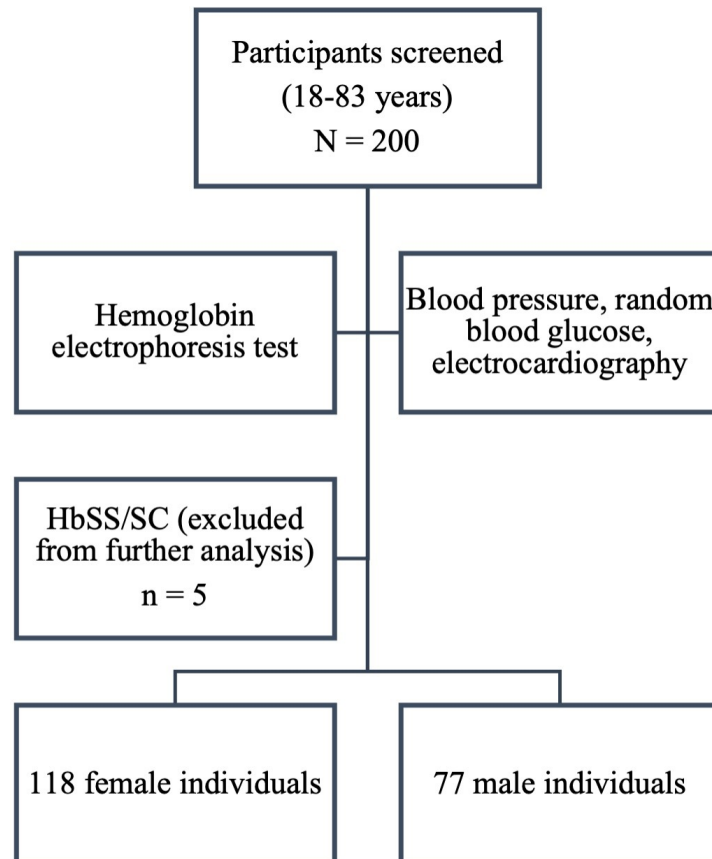 Participants screened
(18-83 years)
N = 200
Hemoglobin
electrophoresis test
Blood pressure, random
blood glucose,
electrocardiography
HbSS/SC (excluded
from further analysis)
n = 5
118 female individuals
77 male individuals